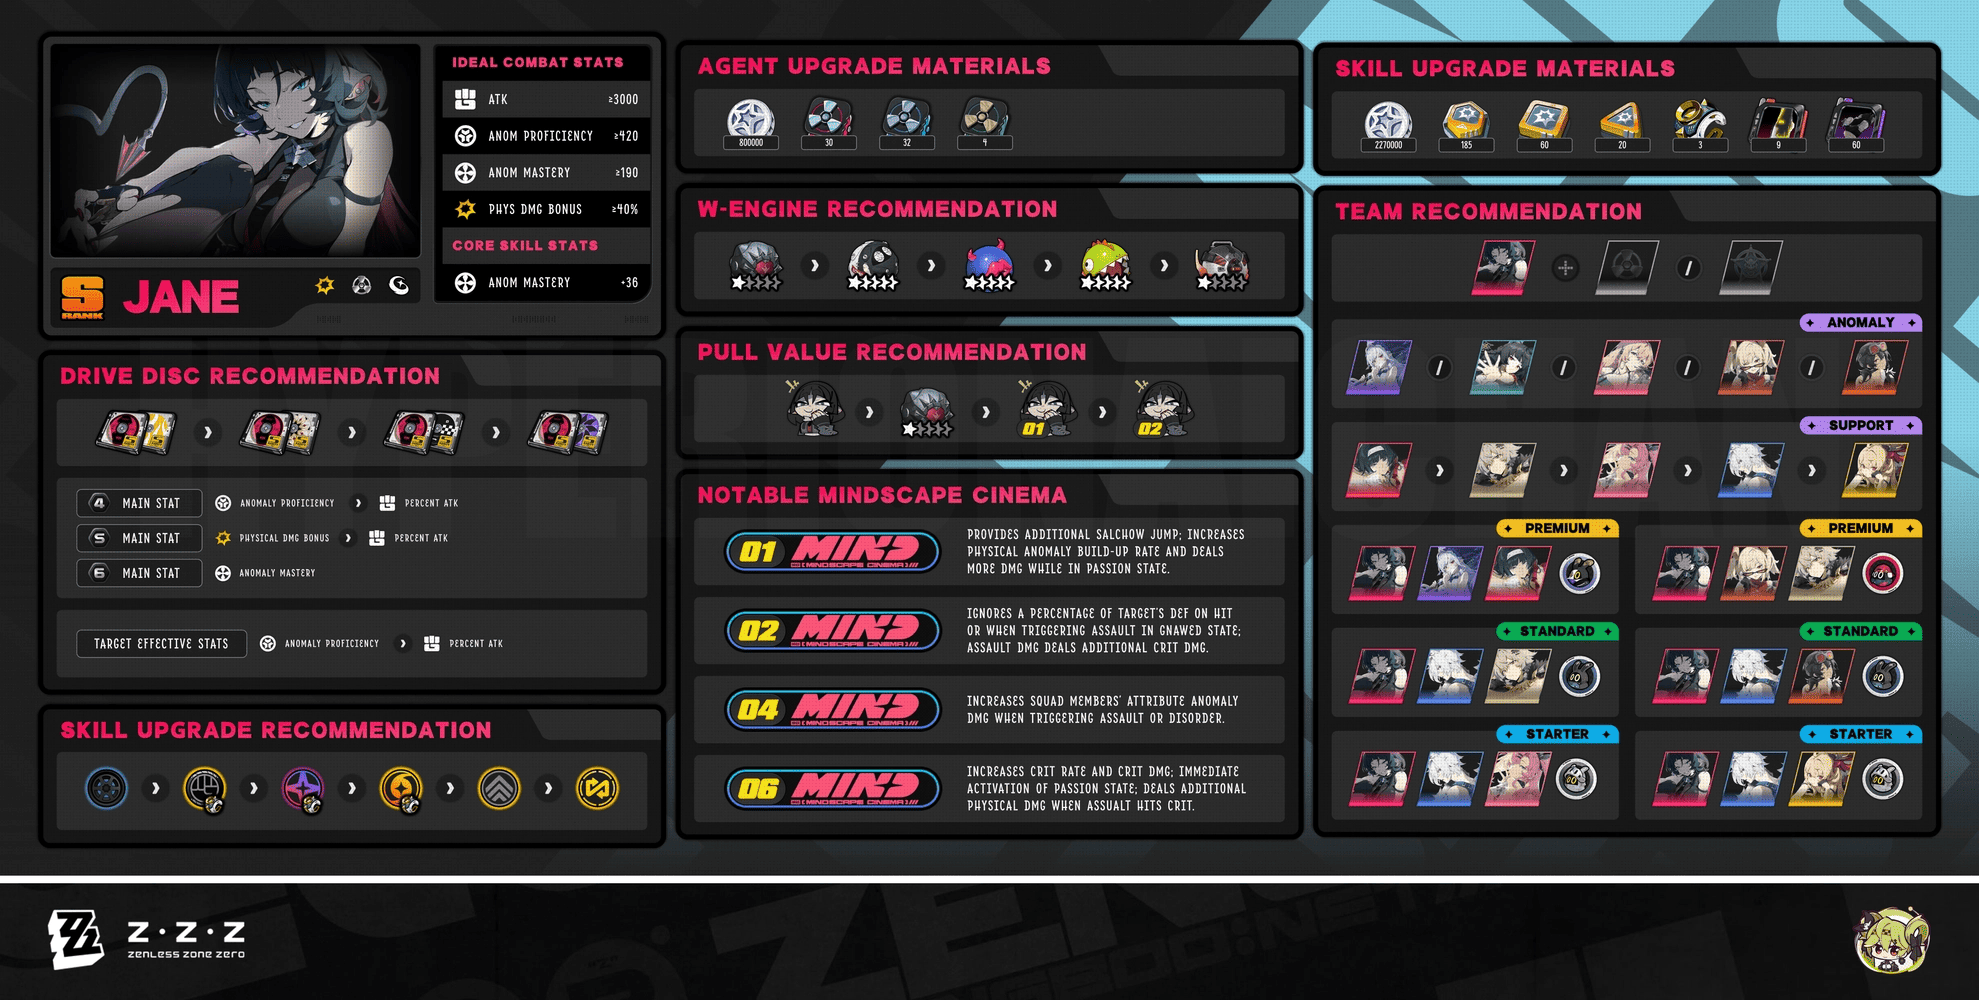 IDEAL COMBAT STATS
ATK ≥3000
ANOM PROFICIENCY ≥420
ANOM MASTERY ≥190
PHYS DMG BONUS ≥40%
CORE SKILL STATS
ANOM MASTERY +36
S
RANK
JANE
DRIVE DISC RECOMMENDATION
4 MAIN STAT ANOMALY PROFICIENCY › PERCENT ATK
5 MAIN STAT PHYSICAL DMG BONUS › PERCENT ATK
6 MAIN STAT ANOMALY MASTERY
TARGET EFFECTIVE STATS ANOMALY PROFICIENCY › PERCENT ATK
SKILL UPGRADE RECOMMENDATION
AGENT UPGRADE MATERIALS
800000 30 32 4
W-ENGINE RECOMMENDATION
PULL VALUE RECOMMENDATION
01 02
NOTABLE MINDSCAPE CINEMA
01 MIND
MINDSCAPE CINEMA
PROVIDES ADDITIONAL SALCHOW JUMP; INCREASES
PHYSICAL ANOMALY BUILD-UP RATE AND DEALS
MORE DMG WHILE IN PASSION STATE.
02 MIND
MINDSCAPE CINEMA
IGNORES A PERCENTAGE OF TARGET'S DEF ON HIT
OR WHEN TRIGGERING ASSAULT IN GNAWED STATE;
ASSAULT DMG DEALS ADDITIONAL CRIT DMG.
04 MIND
MINDSCAPE CINEMA
INCREASES SQUAD MEMBERS' ATTRIBUTE ANOMALY
DMG WHEN TRIGGERING ASSAULT OR DISORDER.
06 MIND
MINDSCAPE CINEMA
INCREASES CRIT RATE AND CRIT DMG; IMMEDIATE
ACTIVATION OF PASSION STATE; DEALS ADDITIONAL
PHYSICAL DMG WHEN ASSUALT HITS CRIT.
SKILL UPGRADE MATERIALS
2270000 185 60 20 3 9 60
TEAM RECOMMENDATION
ANOMALY
SUPPORT
PREMIUM PREMIUM
STANDARD STANDARD
STARTER STARTER
Z·Z·Z
ZENLESS ZONE ZERO